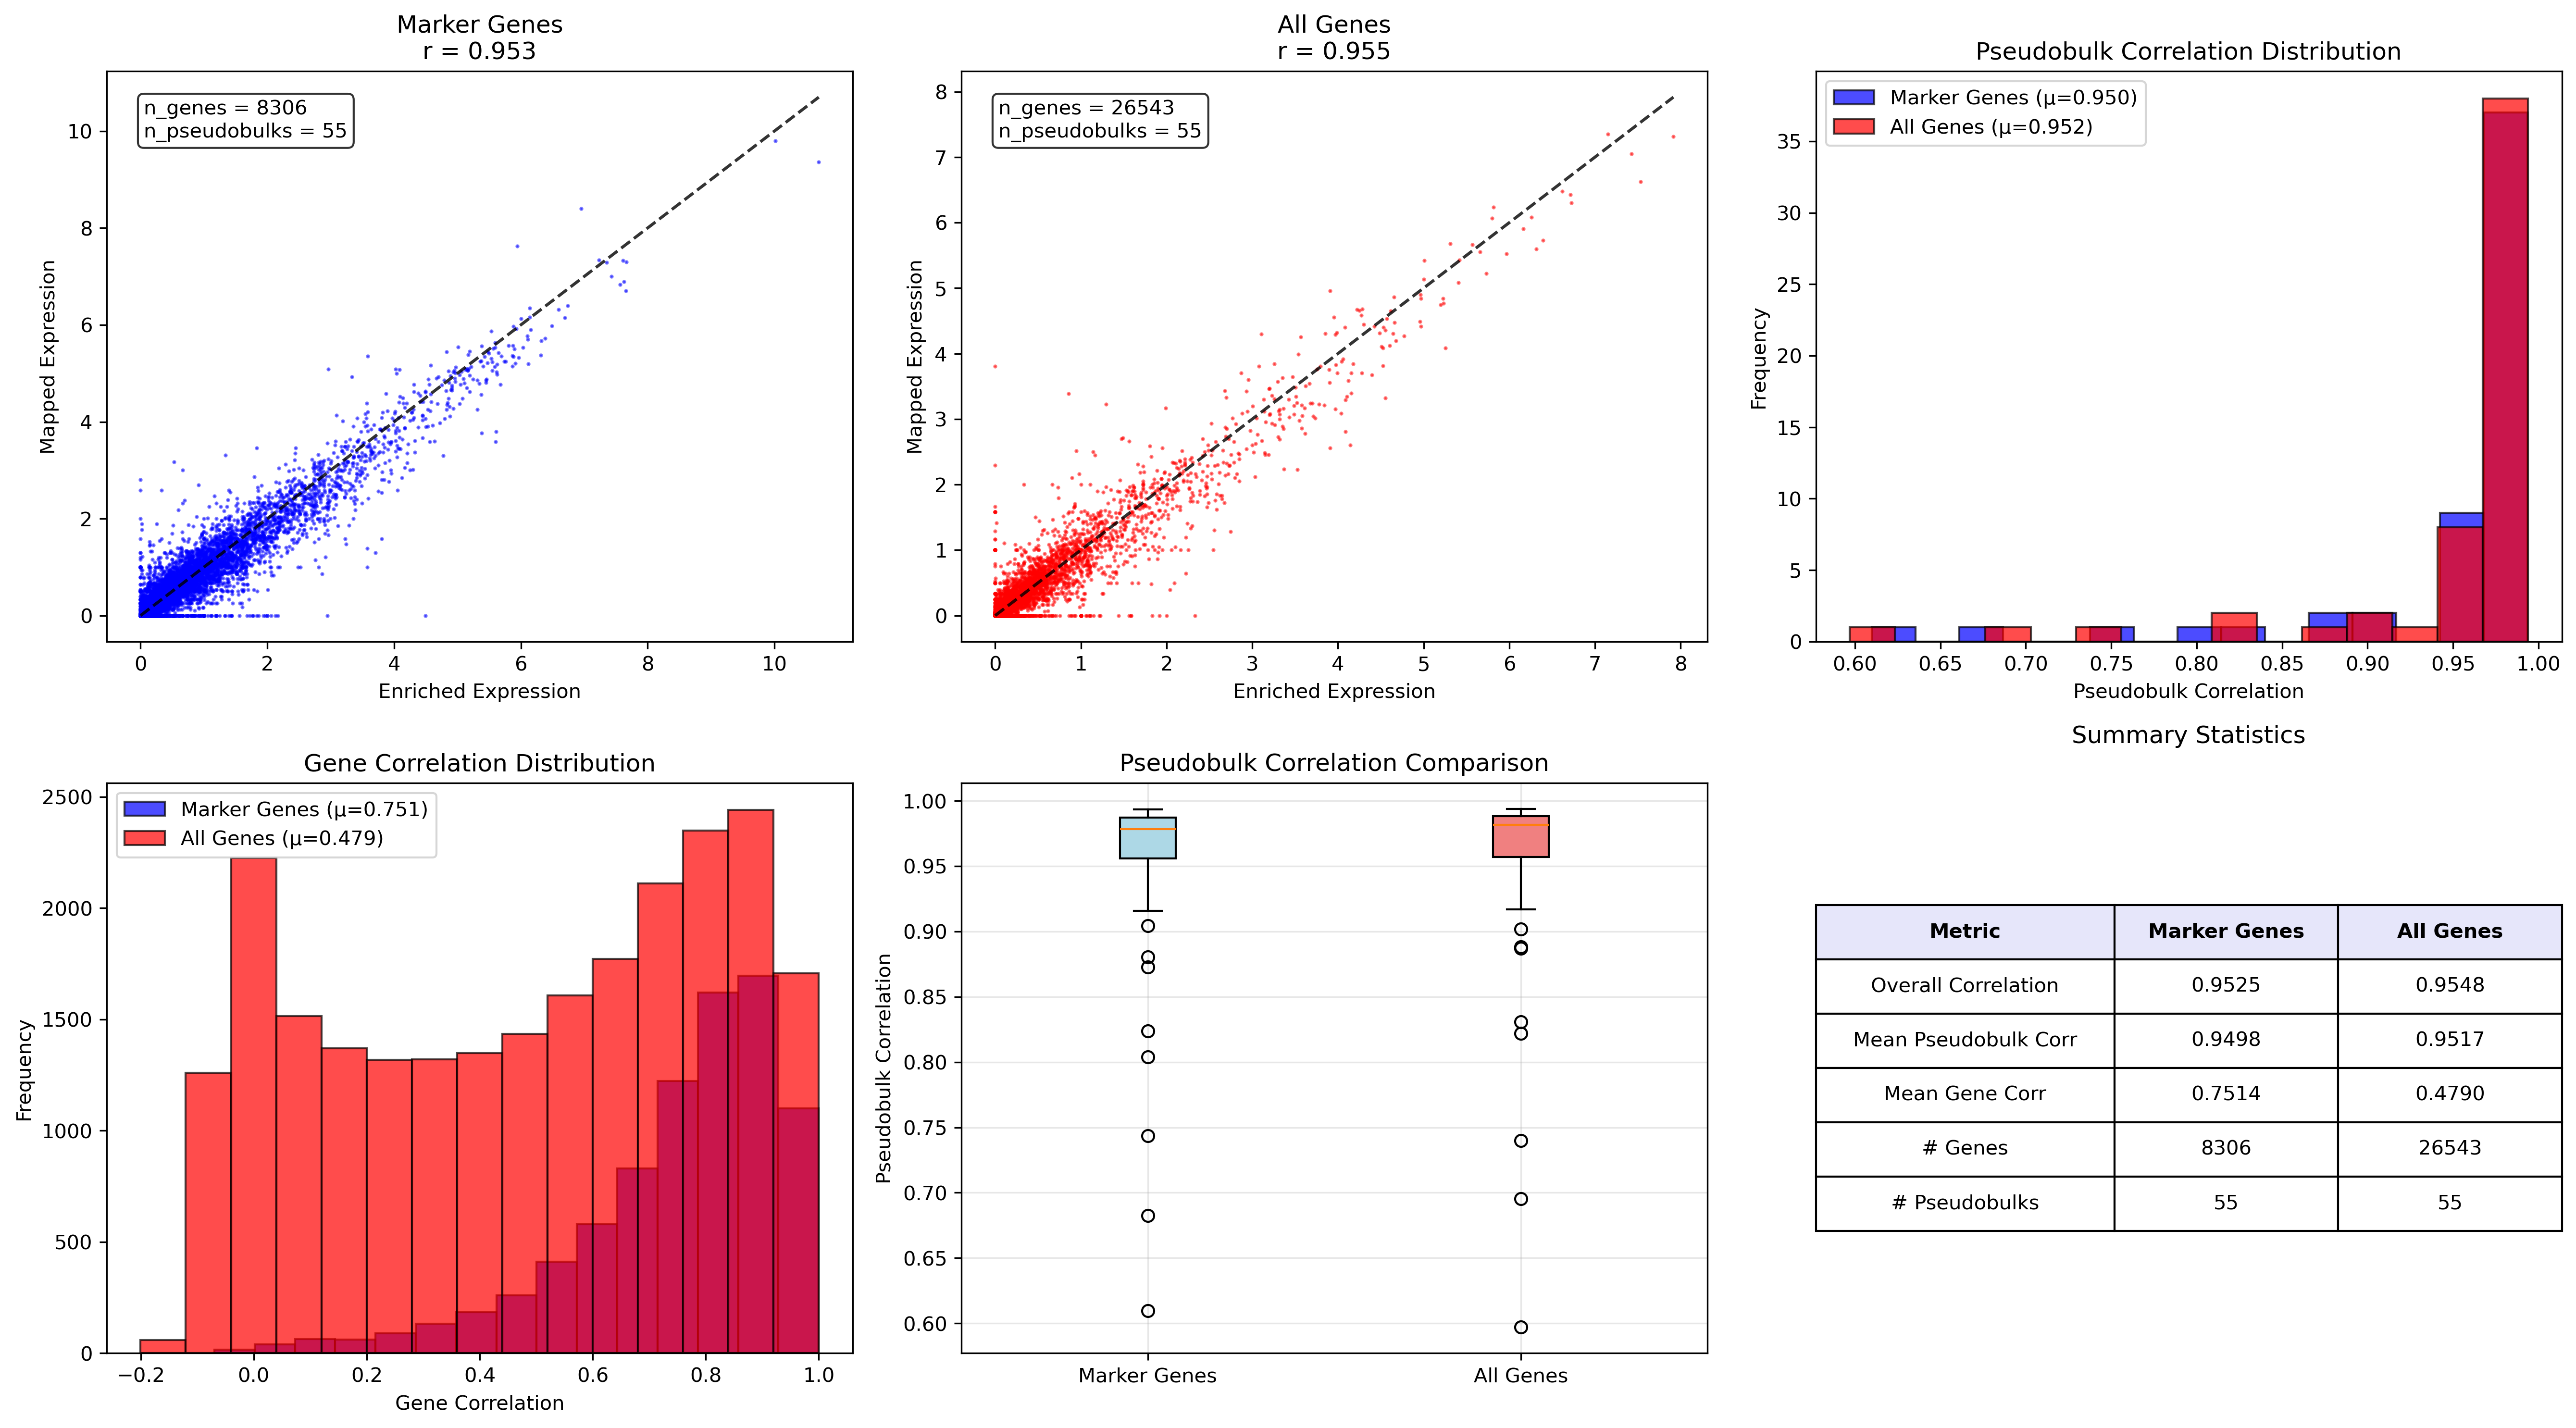 Marker Genes
r = 0.953
n_genes = 8306
n_pseudobulks = 55
Mapped Expression
10
8
6
4
2
0
0 2 4 6 8 10
Enriched Expression
All Genes
r = 0.955
n_genes = 26543
n_pseudobulks = 55
Mapped Expression
8
7
6
5
4
3
2
1
0
0 1 2 3 4 5 6 7 8
Enriched Expression
Pseudobulk Correlation Distribution
Marker Genes (μ=0.950)
All Genes (μ=0.952)
Frequency
35
30
25
20
15
10
5
0
0.60 0.65 0.70 0.75 0.80 0.85 0.90 0.95 1.00
Pseudobulk Correlation
Gene Correlation Distribution
Marker Genes (μ=0.751)
All Genes (μ=0.479)
Frequency
2500
2000
1500
1000
500
0
−0.2 0.0 0.2 0.4 0.6 0.8 1.0
Gene Correlation
Pseudobulk Correlation Comparison
Pseudobulk Correlation
1.00
0.95
0.90
0.85
0.80
0.75
0.70
0.65
0.60
Marker Genes All Genes
Summary Statistics
Metric Marker Genes All Genes
Overall Correlation 0.9525 0.9548
Mean Pseudobulk Corr 0.9498 0.9517
Mean Gene Corr 0.7514 0.4790
# Genes 8306 26543
# Pseudobulks 55 55